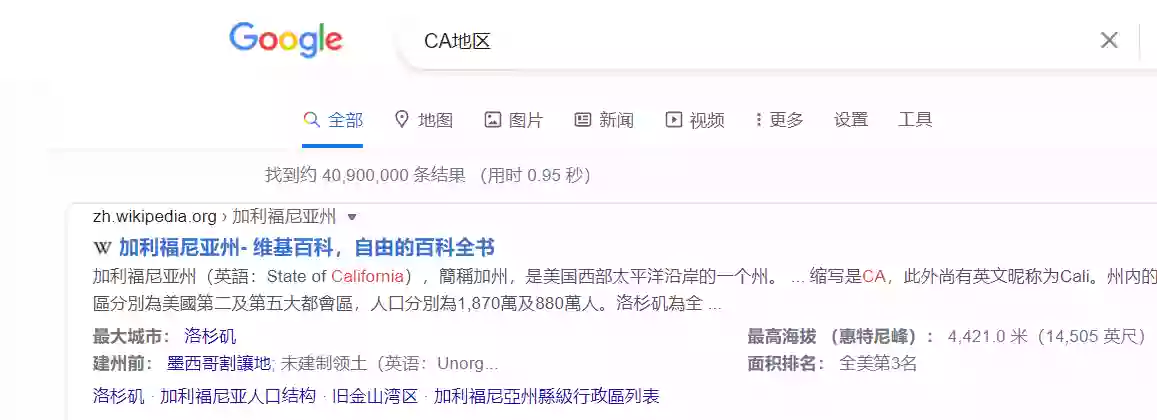 Google CA地区
全部 地图 图片 新闻 视频 更多 设置 工具
找到约 40,900,000 条结果 （用时 0.95 秒）
zh.wikipedia.org › 加利福尼亚州
W 加利福尼亚州- 维基百科，自由的百科全书
加利福尼亚州（英語：State of California），簡稱加州，是美国西部太平洋沿岸的一个州。 ... 缩写是CA，此外尚有英文昵称为Cali。州内的
區分別為美國第二及第五大都會區，人口分別為1,870萬及880萬人。洛杉矶為全 ...
最大城市： 洛杉矶 最高海拔 （惠特尼峰）： 4,421.0 米（14,505 英尺）
建州前： 墨西哥割讓地; 未建制领土（英语：Unorg... 面积排名： 全美第3名
洛杉矶 · 加利福尼亚人口结构 · 旧金山湾区 · 加利福尼亞州縣級行政區列表